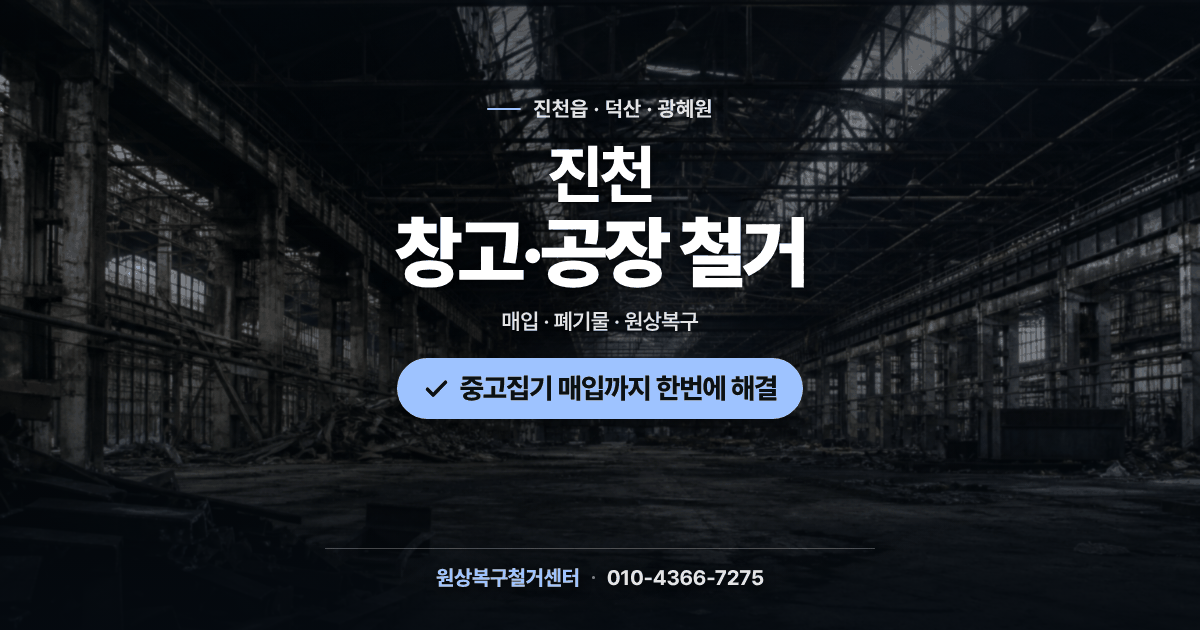 진천읍 · 덕산 · 광혜원
진천
창고·공장 철거
매입 · 폐기물 · 원상복구
✓ 중고집기 매입까지 한번에 해결
원상복구철거센터 · 010-4366-7275